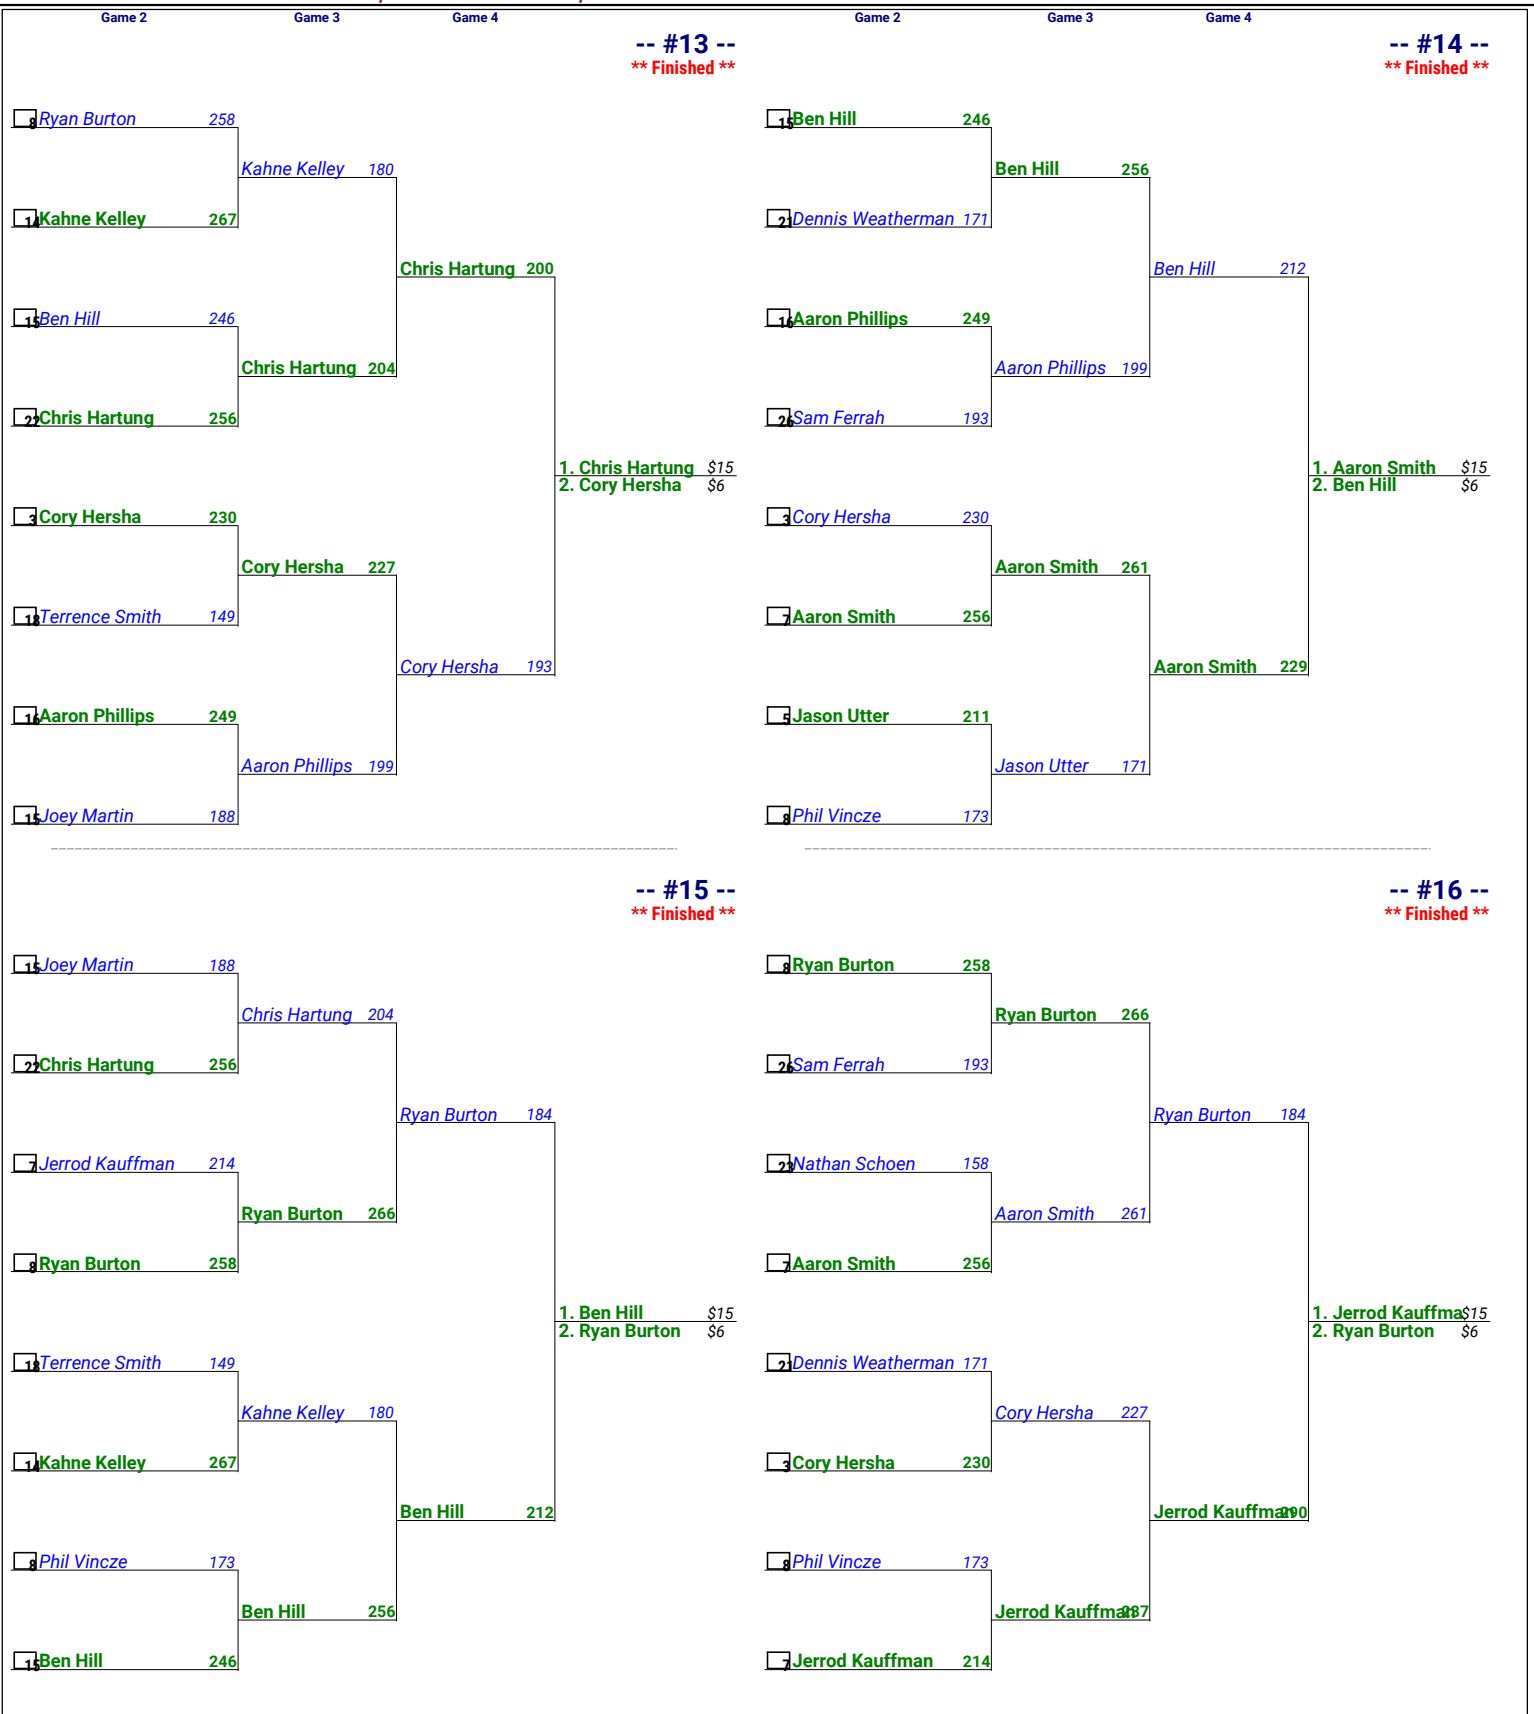 Game 2 Game 3 Game 4 Game 2 Game 3 Game 4
-- #13 --
** Finished **
8 Ryan Burton 258
Kahne Kelley 180
14 Kahne Kelley 267
Chris Hartung 200
15 Ben Hill 246
Chris Hartung 204
22 Chris Hartung 256
1. Chris Hartung $15
2. Cory Hersha $6
3 Cory Hersha 230
Cory Hersha 227
18 Terrence Smith 149
Cory Hersha 193
16 Aaron Phillips 249
Aaron Phillips 199
15 Joey Martin 188
-- #14 --
** Finished **
15 Ben Hill 246
Ben Hill 256
21 Dennis Weatherman 171
Ben Hill 212
16 Aaron Phillips 249
Aaron Phillips 199
26 Sam Ferrah 193
1. Aaron Smith $15
2. Ben Hill $6
3 Cory Hersha 230
Aaron Smith 261
7 Aaron Smith 256
Aaron Smith 229
5 Jason Utter 211
Jason Utter 171
8 Phil Vincze 173
-- #15 --
** Finished **
15 Joey Martin 188
Chris Hartung 204
22 Chris Hartung 256
Ryan Burton 184
7 Jerrod Kauffman 214
Ryan Burton 266
8 Ryan Burton 258
1. Ben Hill $15
2. Ryan Burton $6
18 Terrence Smith 149
Kahne Kelley 180
14 Kahne Kelley 267
Ben Hill 212
8 Phil Vincze 173
Ben Hill 256
15 Ben Hill 246
-- #16 --
** Finished **
8 Ryan Burton 258
Ryan Burton 266
26 Sam Ferrah 193
Ryan Burton 184
23 Nathan Schoen 158
Aaron Smith 261
7 Aaron Smith 256
1. Jerrod Kauffma $15
2. Ryan Burton $6
21 Dennis Weatherman 171
Cory Hersha 227
3 Cory Hersha 230
Jerrod Kauffman 290
8 Phil Vincze 173
Jerrod Kauffman 237
7 Jerrod Kauffman 214